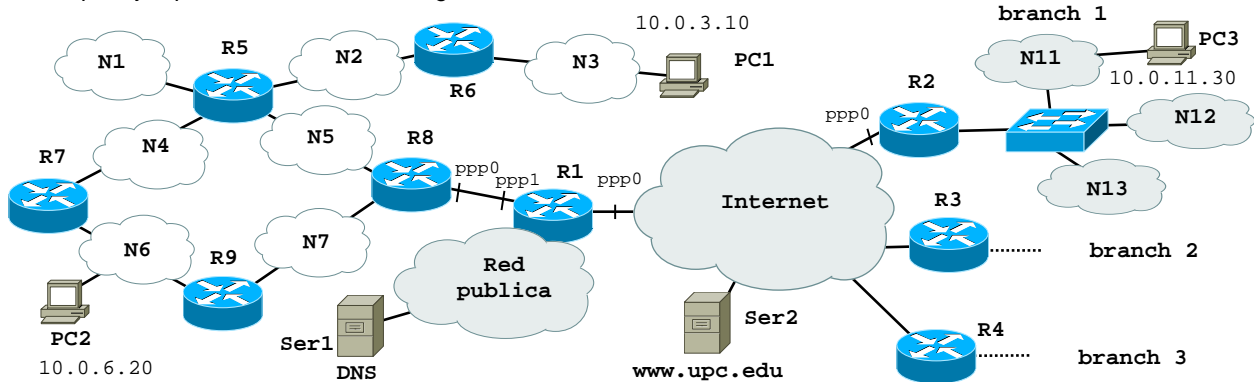 branch 1
10.0.3.10
R5
N1
N2
R6
N3
PC1
PC3
N11
10.0.11.30
R2
ppp0
N12
N13
R7
N4
N5
R8
ppp0
ppp1
R1
ppp0
Internet
R3
branch 2
N6
N7
R9
Red
publica
PC2
10.0.6.20
Ser1
DNS
Ser2
www.upc.edu
R4
branch 3